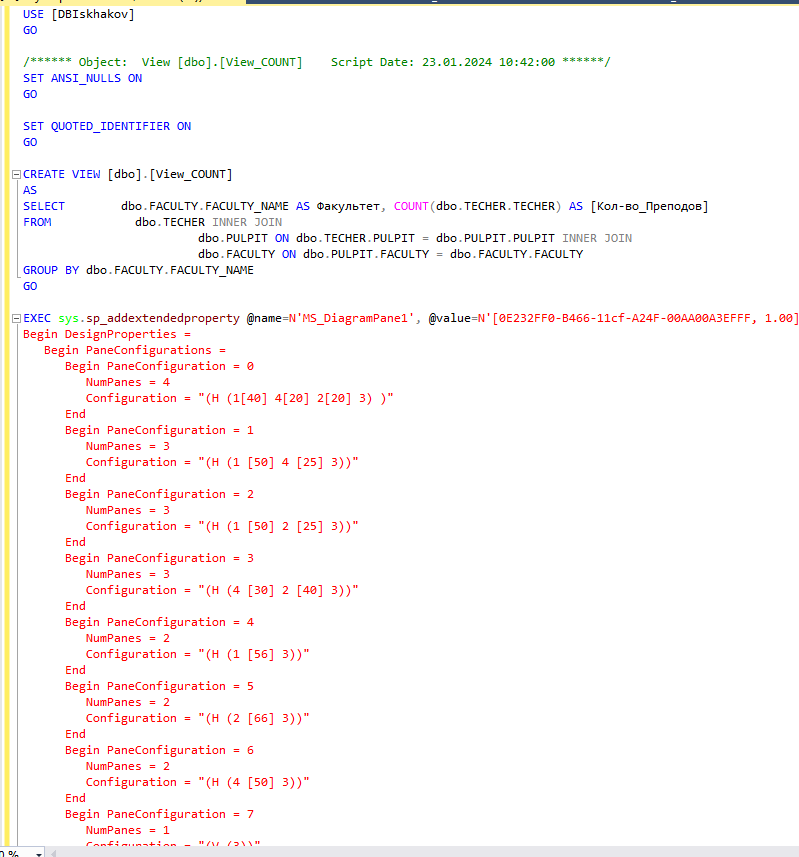 USE [DBIskhakov]
GO
/****** Object:  View [dbo].[View_COUNT]    Script Date: 23.01.2024 10:42:00 ******/
SET ANSI_NULLS ON
GO
SET QUOTED_IDENTIFIER ON
GO
CREATE VIEW [dbo].[View_COUNT]
AS
SELECT        dbo.FACULTY.FACULTY_NAME AS Факультет, COUNT(dbo.TECHER.TECHER) AS [Кол-во_Преподов]
FROM            dbo.TECHER INNER JOIN
                         dbo.PULPIT ON dbo.TECHER.PULPIT = dbo.PULPIT.PULPIT INNER JOIN
                         dbo.FACULTY ON dbo.PULPIT.FACULTY = dbo.FACULTY.FACULTY
GROUP BY dbo.FACULTY.FACULTY_NAME
GO
EXEC sys.sp_addextendedproperty @name=N'MS_DiagramPane1', @value=N'[0E232FF0-B466-11cf-A24F-00AA00A3EFFF, 1.00]
Begin DesignProperties =
   Begin PaneConfigurations =
      Begin PaneConfiguration = 0
         NumPanes = 4
         Configuration = "(H (1[40] 4[20] 2[20] 3) )"
      End
      Begin PaneConfiguration = 1
         NumPanes = 3
         Configuration = "(H (1 [50] 4 [25] 3))"
      End
      Begin PaneConfiguration = 2
         NumPanes = 3
         Configuration = "(H (1 [50] 2 [25] 3))"
      End
      Begin PaneConfiguration = 3
         NumPanes = 3
         Configuration = "(H (4 [30] 2 [40] 3))"
      End
      Begin PaneConfiguration = 4
         NumPanes = 2
         Configuration = "(H (1 [56] 3))"
      End
      Begin PaneConfiguration = 5
         NumPanes = 2
         Configuration = "(H (2 [66] 3))"
      End
      Begin PaneConfiguration = 6
         NumPanes = 2
         Configuration = "(H (4 [50] 3))"
      End
      Begin PaneConfiguration = 7
         NumPanes = 1
         Configuration = "(V (3))"